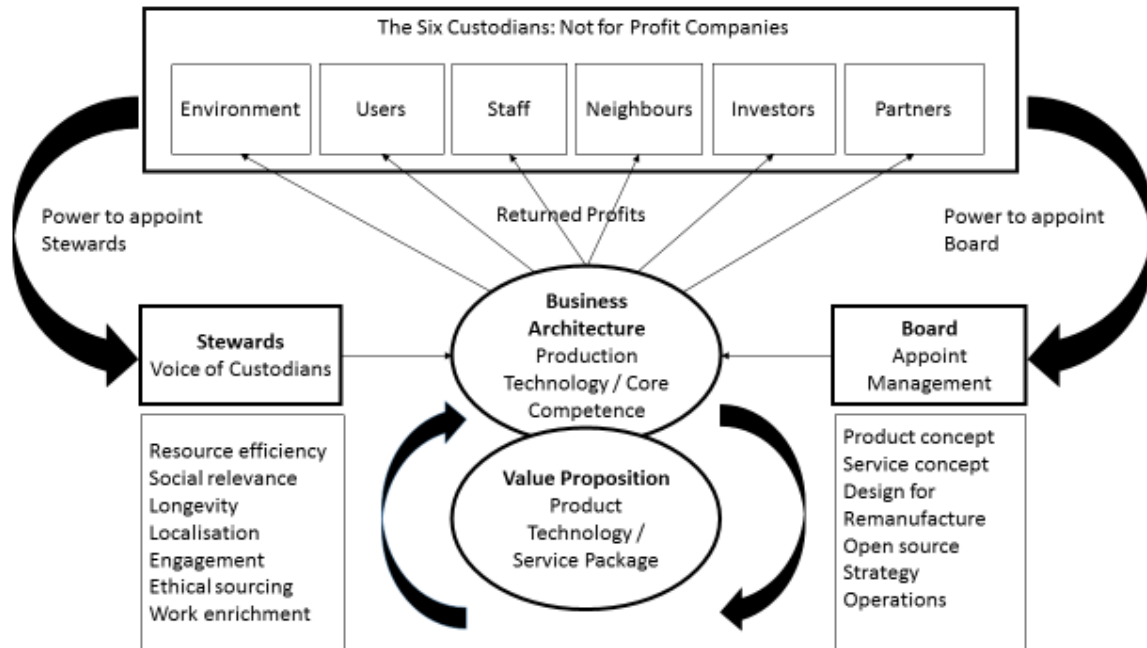 The Six Custodians: Not for Profit Companies
Environment
Users
Staff
Neighbours
Investors
Partners
Power to appoint
Stewards
Returned Profits
Power to appoint
Board
Stewards
Voice of Custodians
Business
Architecture
Production
Technology / Core
Competence
Board
Appoint
Management
Resource efficiency
Social relevance
Longevity
Localisation
Engagement
Ethical sourcing
Work enrichment
Value Proposition
Product
Technology /
Service Package
Product concept
Service concept
Design for
Remanufacture
Open source
Strategy
Operations